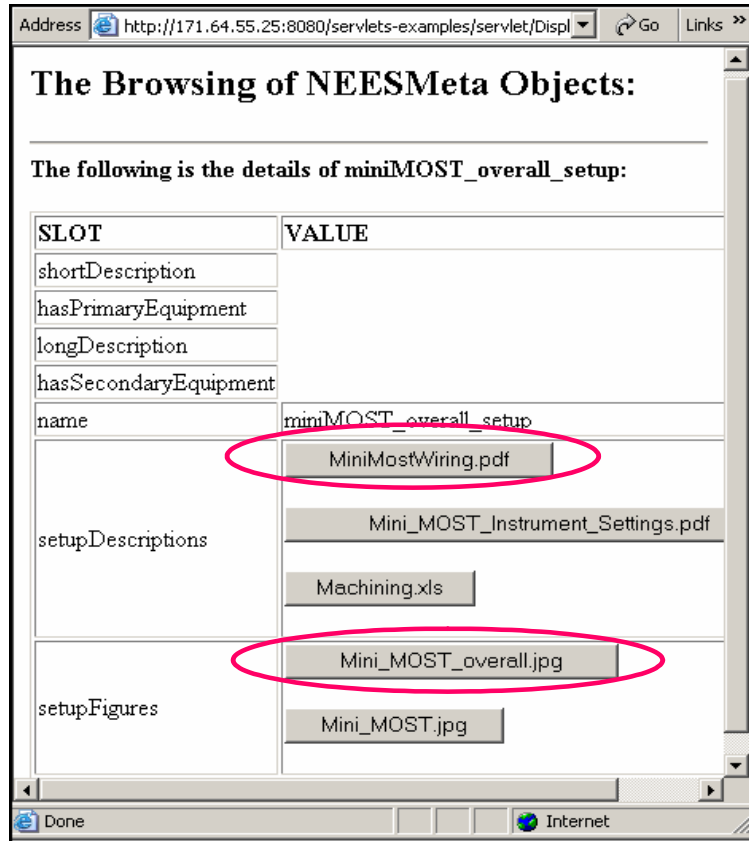 Address http://171.64.55.25:8080/servlets-examples/servlet/Displ Go Links »
The Browsing of NEESMeta Objects:
The following is the details of miniMOST_overall_setup:
SLOT VALUE
shortDescription
hasPrimaryEquipment
longDescription
hasSecondaryEquipment
name miniMOST_overall_setup
MiniMostWiring.pdf
Mini_MOST_Instrument_Settings.pdf
setupDescriptions
Machining.xls
Mini_MOST_overall.jpg
setupFigures
Mini_MOST.jpg
Done Internet